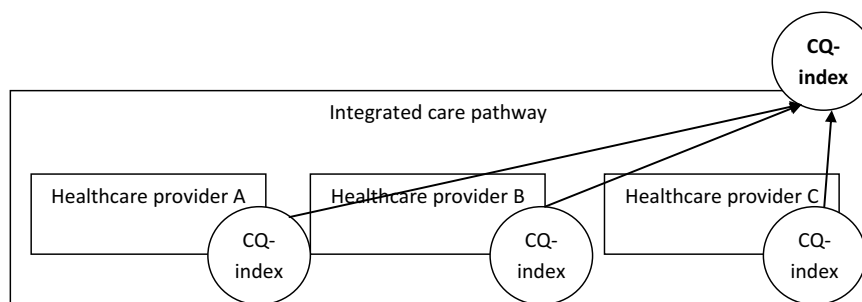 CQ-
index
Integrated care pathway
Healthcare provider A
Healthcare provider B
Healthcare provider C
CQ-
index
CQ-
index
CQ-
index